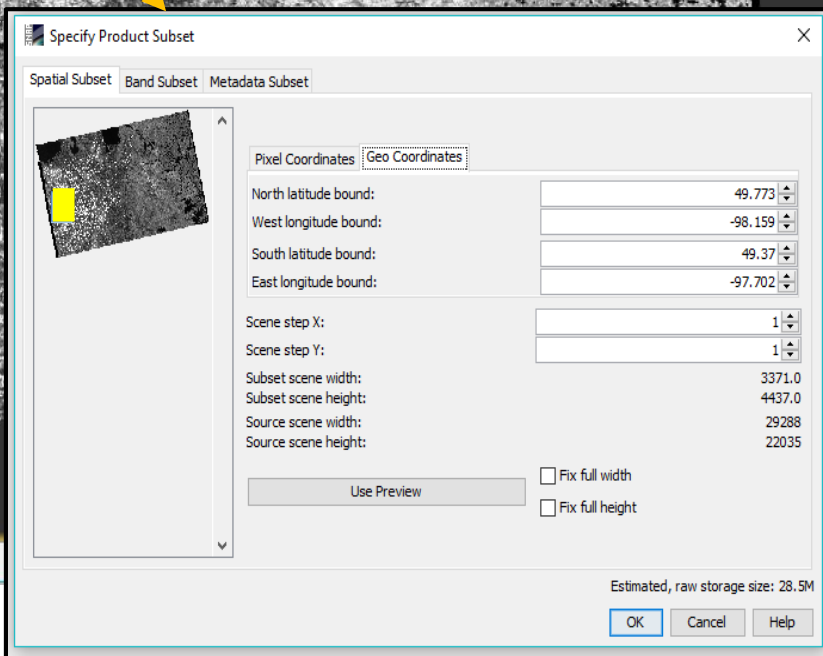 Specify Product Subset
Spatial Subset Band Subset Metadata Subset
Pixel Coordinates Geo Coordinates
North latitude bound: 49.773
West longitude bound: -98.159
South latitude bound: 49.37
East longitude bound: -97.702
Scene step X: 1
Scene step Y: 1
Subset scene width: 3371.0
Subset scene height: 4437.0
Source scene width: 29288
Source scene height: 22035
Use Preview
Fix full width
Fix full height
Estimated, raw storage size: 28.5M
OK Cancel Help